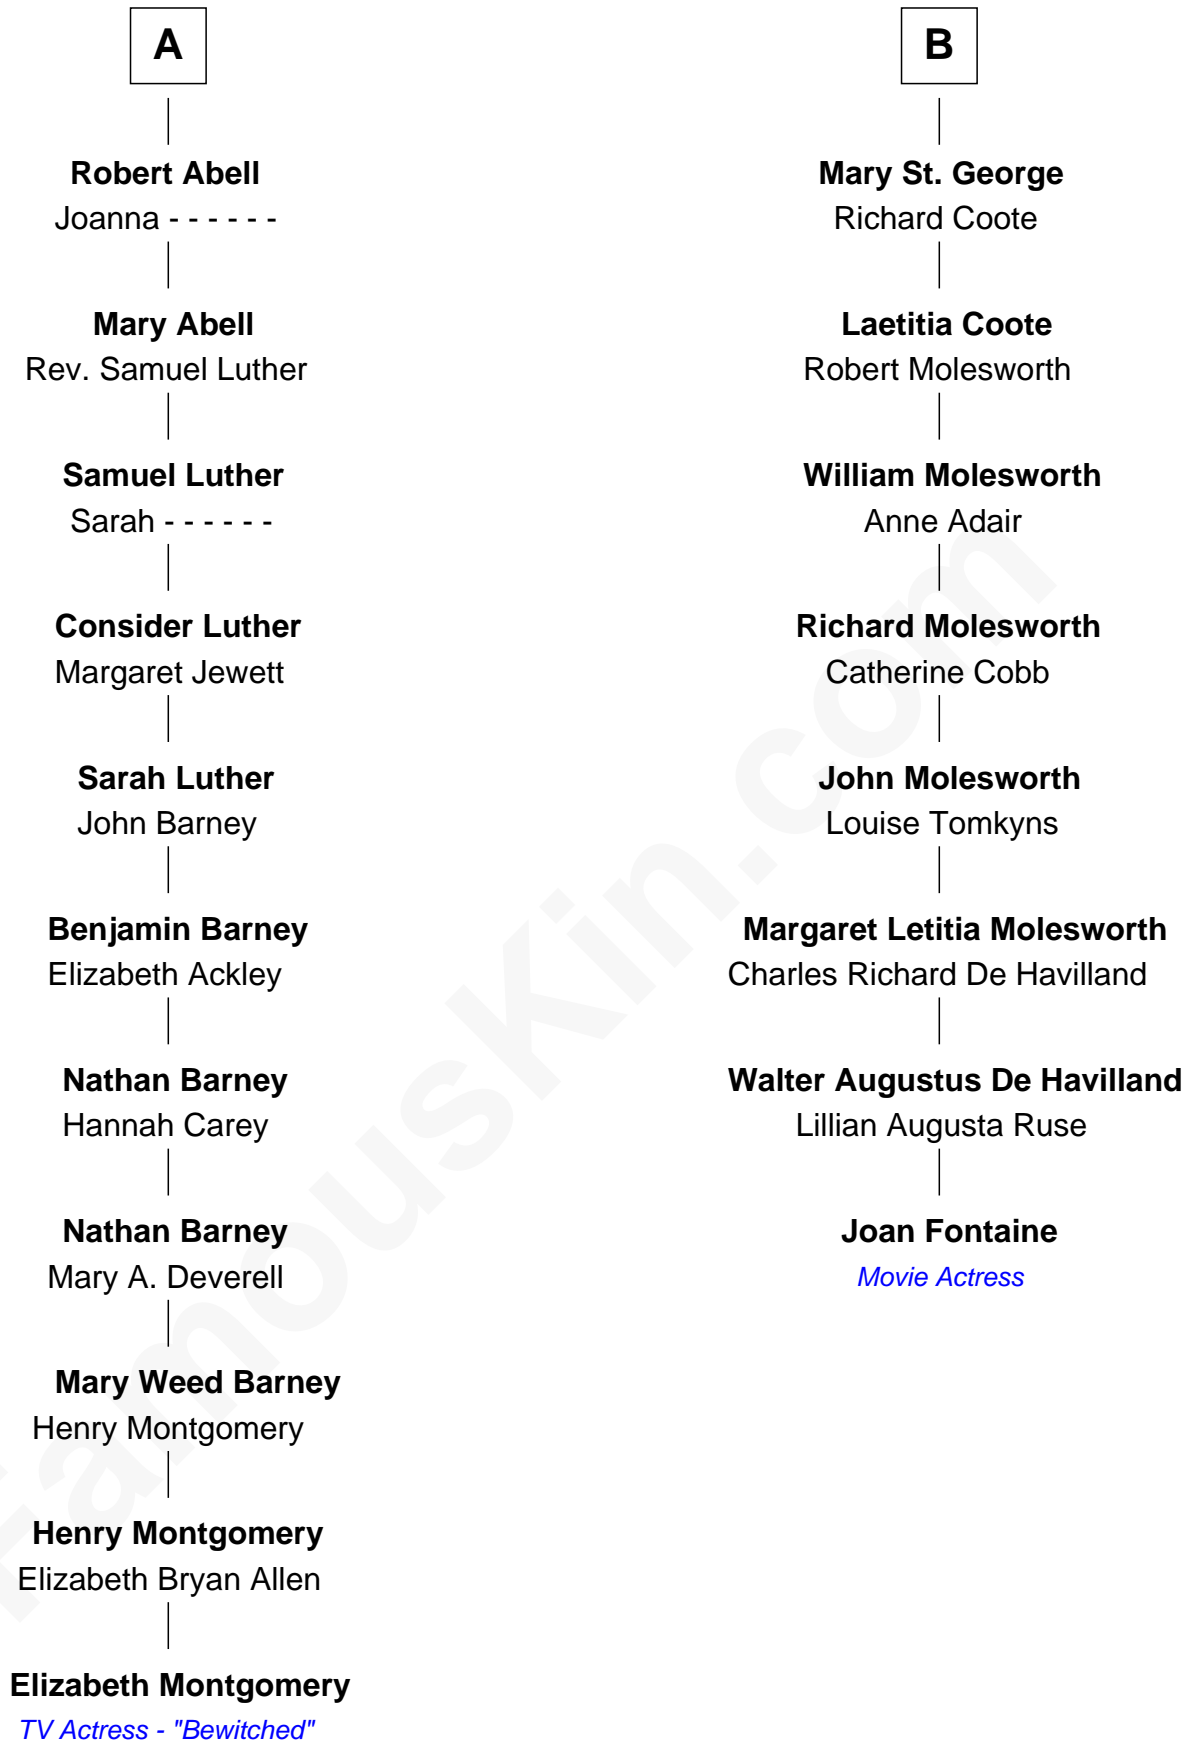 A
Robert Abell
Joanna - - - - - -
Mary Abell
Rev. Samuel Luther
Samuel Luther
Sarah - - - - - -
Consider Luther
Margaret Jewett
Sarah Luther
John Barney
Benjamin Barney
Elizabeth Ackley
Nathan Barney
Hannah Carey
Nathan Barney
Mary A. Deverell
Mary Weed Barney
Henry Montgomery
Henry Montgomery
Elizabeth Bryan Allen
Elizabeth Montgomery
TV Actress - "Bewitched"
B
Mary St. George
Richard Coote
Laetitia Coote
Robert Molesworth
William Molesworth
Anne Adair
Richard Molesworth
Catherine Cobb
John Molesworth
Louise Tomkyns
Margaret Letitia Molesworth
Charles Richard De Havilland
Walter Augustus De Havilland
Lillian Augusta Ruse
Joan Fontaine
Movie Actress
FamousKin.com